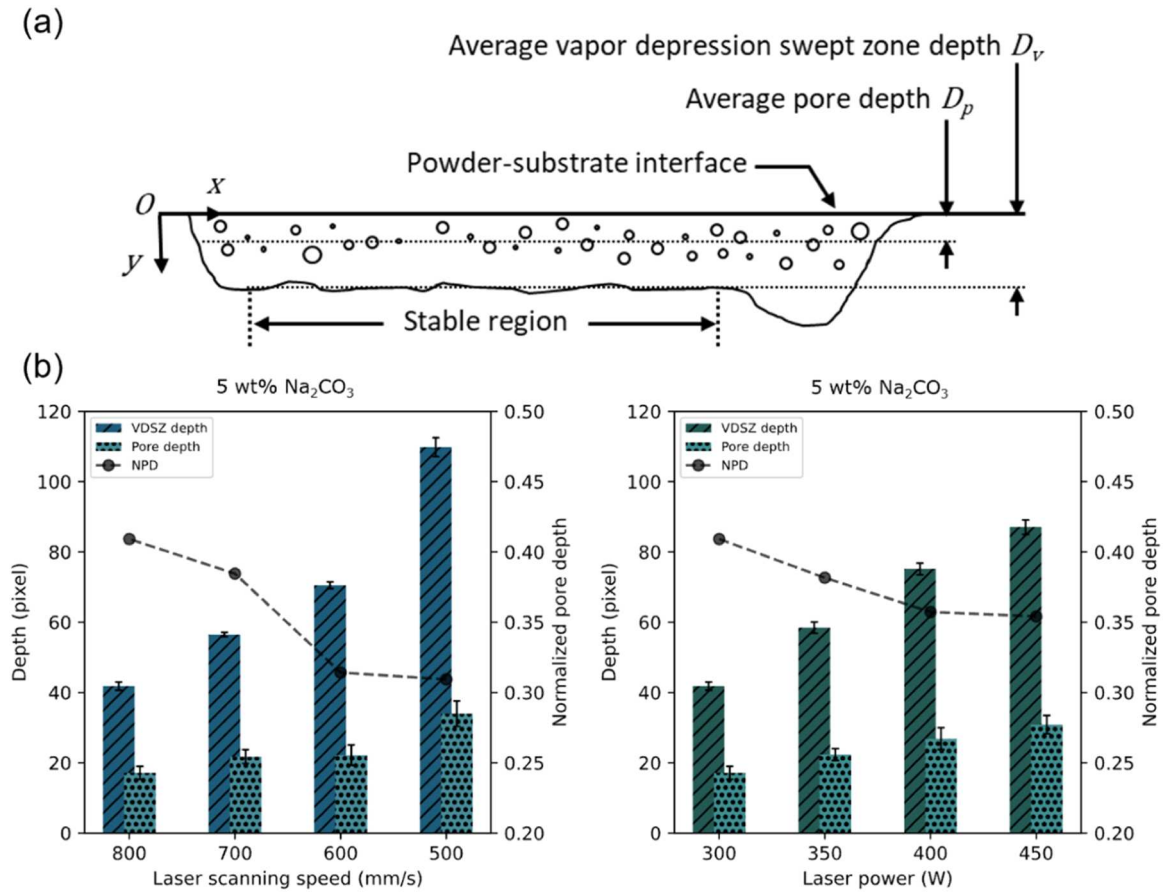 (a)
Average vapor depression swept zone depth Dᵥ
Average pore depth Dₚ
Powder-substrate interface
O
x
y
Stable region
(b)
5 wt% Na₂CO₃
120
100
80
60
40
20
0
Depth (pixel)
VDSZ depth
Pore depth
NPD
0.50
0.45
0.40
0.35
0.30
0.25
0.20
Normalized pore depth
800 700 600 500
Laser scanning speed (mm/s)
5 wt% Na₂CO₃
120
100
80
60
40
20
0
Depth (pixel)
VDSZ depth
Pore depth
NPD
0.50
0.45
0.40
0.35
0.30
0.25
0.20
Normalized pore depth
300 350 400 450
Laser power (W)